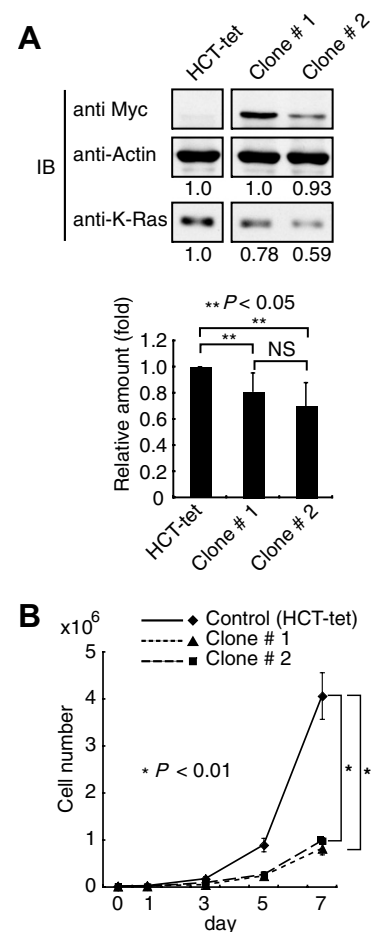 A
HCT-tet
Clone # 1
Clone # 2
IB
anti Myc
anti-Actin
1.0 1.0 0.93
anti-K-Ras
1.0 0.78 0.59
** P < 0.05
**
** NS
Relative amount (fold)
1.2
1.0
0.8
0.6
0.4
0.2
0
HCT-tet
Clone # 1
Clone # 2
B
x10⁶
Control (HCT-tet)
Clone # 1
Clone # 2
Cell number
5
4
3
2
1
0
* P < 0.01
* *
0 1 3 5 7
day